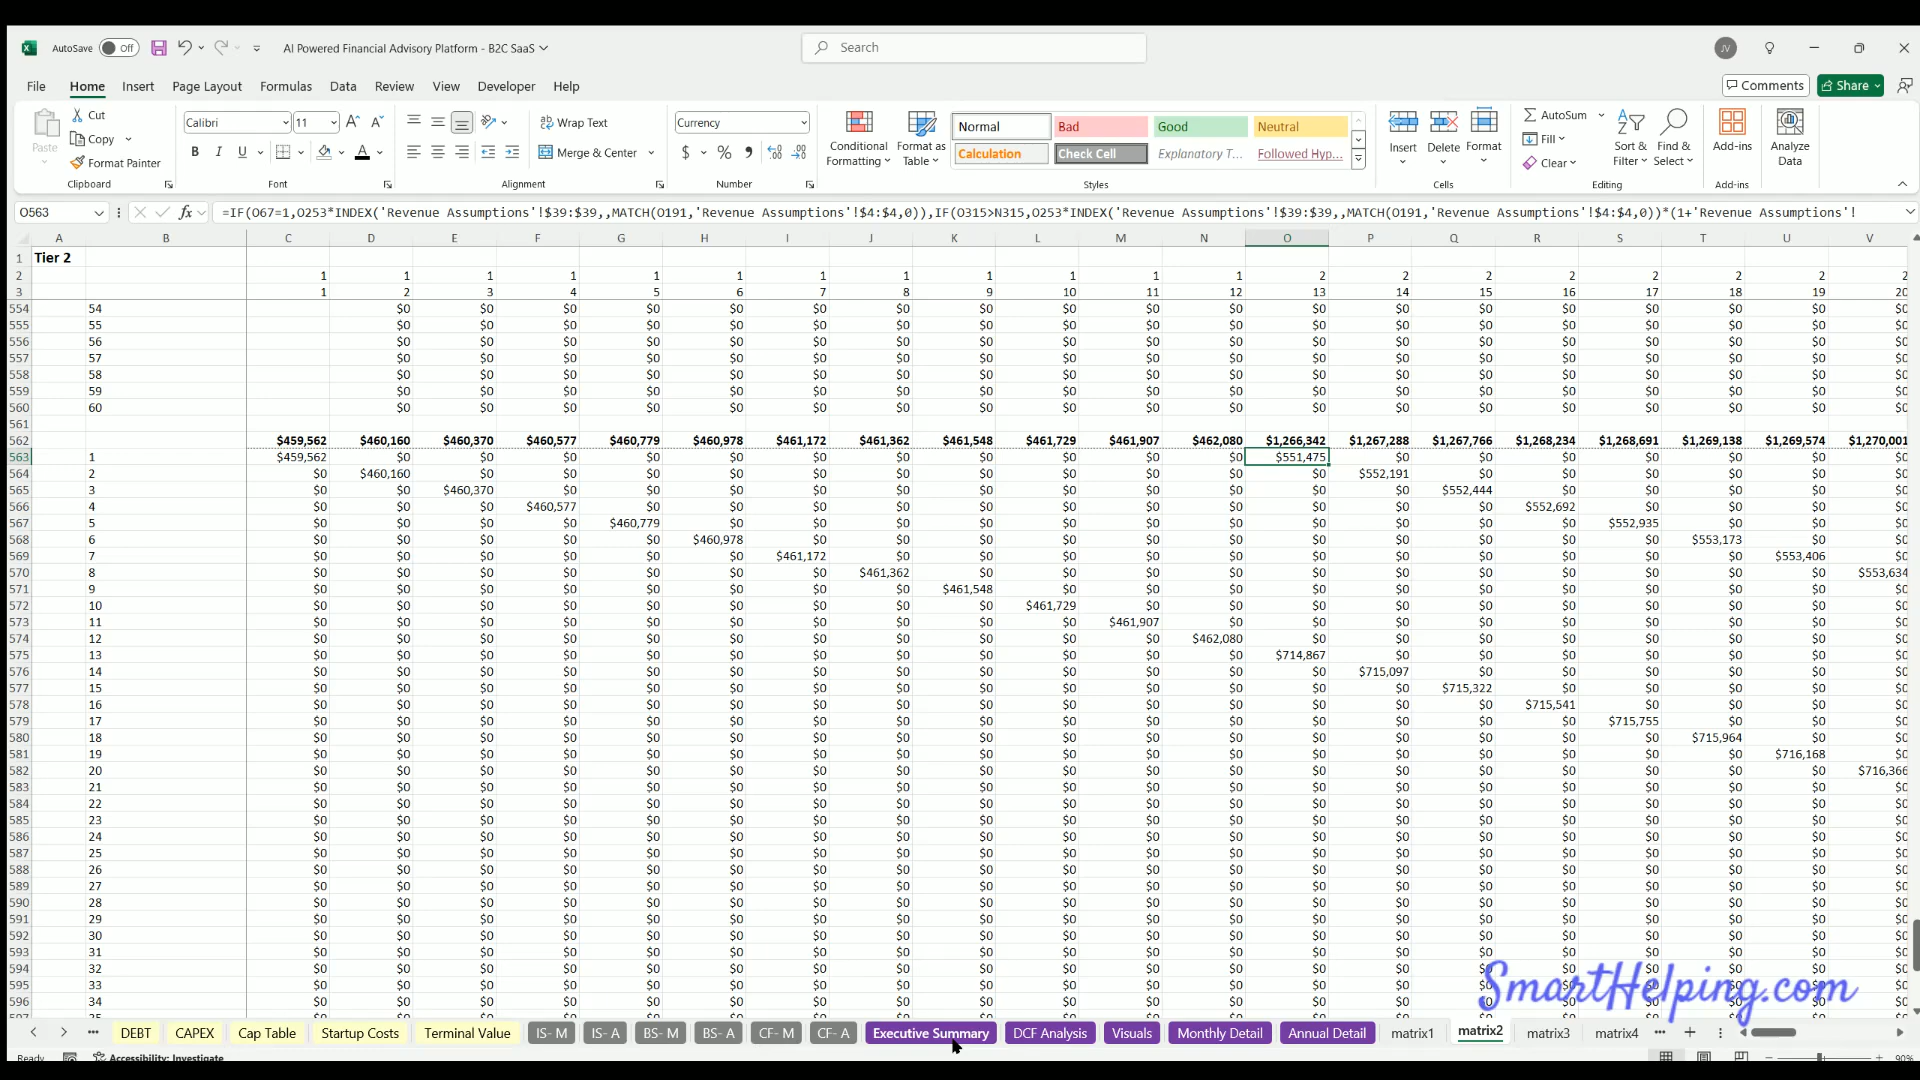 AutoSave Off AI Powered Financial Advisory Platform - B2C SaaS Search JV
File Home Insert Page Layout Formulas Data Review View Developer Help Comments Share
Paste Cut Copy Format Painter Clipboard
Calibri 11 B I U A Font
Wrap Text Merge & Center Alignment
Currency $ % Number
Conditional Formatting Format as Table
Normal Bad Good Neutral
Calculation Check Cell Explanatory T... Followed Hyp...
Styles
Insert Delete Format Cells
AutoSum Fill Clear Sort & Filter Find & Select Editing
Add-ins Add-ins Analyze Data
O563 fx =IF(O67=1,O253*INDEX('Revenue Assumptions'!$39:$39,,MATCH(O191,'Revenue Assumptions'!$4:$4,0)),IF(O315>N315,O253*INDEX('Revenue Assumptions'!$39:$39,,MATCH(O191,'Revenue Assumptions'!$4:$4,0))*(1+'Revenue Assumptions'!
A B C D E F G H I J K L M N O P Q R S T U V
1 Tier 2
2 1 1 1 1 1 1 1 1 1 1 1 1 2 2 2 2 2 2 2 2
3 1 2 3 4 5 6 7 8 9 10 11 12 13 14 15 16 17 18 19 20
554 54 $0 $0 $0 $0 $0 $0 $0 $0 $0 $0 $0 $0 $0 $0 $0 $0 $0 $0
555 55 $0 $0 $0 $0 $0 $0 $0 $0 $0 $0 $0 $0 $0 $0 $0 $0 $0 $0
556 56 $0 $0 $0 $0 $0 $0 $0 $0 $0 $0 $0 $0 $0 $0 $0 $0 $0 $0
557 57 $0 $0 $0 $0 $0 $0 $0 $0 $0 $0 $0 $0 $0 $0 $0 $0 $0 $0
558 58 $0 $0 $0 $0 $0 $0 $0 $0 $0 $0 $0 $0 $0 $0 $0 $0 $0 $0
559 59 $0 $0 $0 $0 $0 $0 $0 $0 $0 $0 $0 $0 $0 $0 $0 $0 $0 $0
560 60 $0 $0 $0 $0 $0 $0 $0 $0 $0 $0 $0 $0 $0 $0 $0 $0 $0 $0
561
562 $459,562 $460,160 $460,370 $460,577 $460,779 $460,978 $461,172 $461,362 $461,548 $461,729 $461,907 $462,080 $1,266,342 $1,267,288 $1,267,766 $1,268,234 $1,268,691 $1,269,138 $1,269,574 $1,270,001
563 1 $459,562 $0 $0 $0 $0 $0 $0 $0 $0 $0 $0 $0 $551,475 $0 $0 $0 $0 $0 $0
564 2 $0 $460,160 $0 $0 $0 $0 $0 $0 $0 $0 $0 $0 $0 $552,191 $0 $0 $0 $0 $0
565 3 $0 $0 $460,370 $0 $0 $0 $0 $0 $0 $0 $0 $0 $0 $0 $552,444 $0 $0 $0 $0
566 4 $0 $0 $0 $460,577 $0 $0 $0 $0 $0 $0 $0 $0 $0 $0 $0 $552,692 $0 $0 $0
567 5 $0 $0 $0 $0 $460,779 $0 $0 $0 $0 $0 $0 $0 $0 $0 $0 $0 $552,935 $0 $0
568 6 $0 $0 $0 $0 $0 $460,978 $0 $0 $0 $0 $0 $0 $0 $0 $0 $0 $0 $553,173 $0
569 7 $0 $0 $0 $0 $0 $0 $461,172 $0 $0 $0 $0 $0 $0 $0 $0 $0 $0 $0 $553,406
570 8 $0 $0 $0 $0 $0 $0 $0 $461,362 $0 $0 $0 $0 $0 $0 $0 $0 $0 $0 $0 $553,634
571 9 $0 $0 $0 $0 $0 $0 $0 $0 $461,548 $0 $0 $0 $0 $0 $0 $0 $0 $0 $0
572 10 $0 $0 $0 $0 $0 $0 $0 $0 $0 $461,729 $0 $0 $0 $0 $0 $0 $0 $0 $0
573 11 $0 $0 $0 $0 $0 $0 $0 $0 $0 $0 $461,907 $0 $0 $0 $0 $0 $0 $0 $0
574 12 $0 $0 $0 $0 $0 $0 $0 $0 $0 $0 $0 $462,080 $0 $0 $0 $0 $0 $0 $0
575 13 $0 $0 $0 $0 $0 $0 $0 $0 $0 $0 $0 $0 $714,867 $0 $0 $0 $0 $0 $0
576 14 $0 $0 $0 $0 $0 $0 $0 $0 $0 $0 $0 $0 $0 $715,097 $0 $0 $0 $0 $0
577 15 $0 $0 $0 $0 $0 $0 $0 $0 $0 $0 $0 $0 $0 $0 $715,322 $0 $0 $0 $0
578 16 $0 $0 $0 $0 $0 $0 $0 $0 $0 $0 $0 $0 $0 $0 $0 $715,541 $0 $0 $0
579 17 $0 $0 $0 $0 $0 $0 $0 $0 $0 $0 $0 $0 $0 $0 $0 $0 $715,755 $0 $0
580 18 $0 $0 $0 $0 $0 $0 $0 $0 $0 $0 $0 $0 $0 $0 $0 $0 $0 $715,964 $0
581 19 $0 $0 $0 $0 $0 $0 $0 $0 $0 $0 $0 $0 $0 $0 $0 $0 $0 $0 $716,168
582 20 $0 $0 $0 $0 $0 $0 $0 $0 $0 $0 $0 $0 $0 $0 $0 $0 $0 $0 $0 $716,366
583 21 $0 $0 $0 $0 $0 $0 $0 $0 $0 $0 $0 $0 $0 $0 $0 $0 $0 $0 $0
584 22 $0 $0 $0 $0 $0 $0 $0 $0 $0 $0 $0 $0 $0 $0 $0 $0 $0 $0 $0
585 23 $0 $0 $0 $0 $0 $0 $0 $0 $0 $0 $0 $0 $0 $0 $0 $0 $0 $0 $0
586 24 $0 $0 $0 $0 $0 $0 $0 $0 $0 $0 $0 $0 $0 $0 $0 $0 $0 $0 $0
587 25 $0 $0 $0 $0 $0 $0 $0 $0 $0 $0 $0 $0 $0 $0 $0 $0 $0 $0 $0
588 26 $0 $0 $0 $0 $0 $0 $0 $0 $0 $0 $0 $0 $0 $0 $0 $0 $0 $0 $0
589 27 $0 $0 $0 $0 $0 $0 $0 $0 $0 $0 $0 $0 $0 $0 $0 $0 $0 $0 $0
590 28 $0 $0 $0 $0 $0 $0 $0 $0 $0 $0 $0 $0 $0 $0 $0 $0 $0 $0 $0
591 29 $0 $0 $0 $0 $0 $0 $0 $0 $0 $0 $0 $0 $0 $0 $0 $0 $0 $0 $0
592 30 $0 $0 $0 $0 $0 $0 $0 $0 $0 $0 $0 $0 $0 $0 $0 $0 $0 $0 $0
593 31 $0 $0 $0 $0 $0 $0 $0 $0 $0 $0 $0 $0 $0 $0 $0 $0 $0 $0 $0
594 32 $0 $0 $0 $0 $0 $0 $0 $0 $0 $0 $0 $0 $0 $0 $0 $0 $0 $0 $0
595 33 $0 $0 $0 $0 $0 $0 $0 $0 $0 $0 $0 $0 $0 $0
596 34 $0 $0 $0 $0 $0 $0 $0 $0 $0 $0 $0 $0 $0 $0
SmartHelping.com
DEBT CAPEX Cap Table Startup Costs Terminal Value IS- M IS- A BS- M BS- A CF- M CF- A Executive Summary DCF Analysis Visuals Monthly Detail Annual Detail matrix1 matrix2 matrix3 matrix4
Ready Accessibility: Investigate 90%